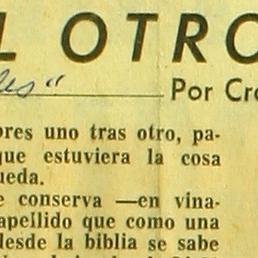 L OTRO
les" Por Cro
ores uno tras otro, pa-
que estuviera la cosa
ueda.
e conserva —en vina-
apellido que como una
desde la biblia se sabe